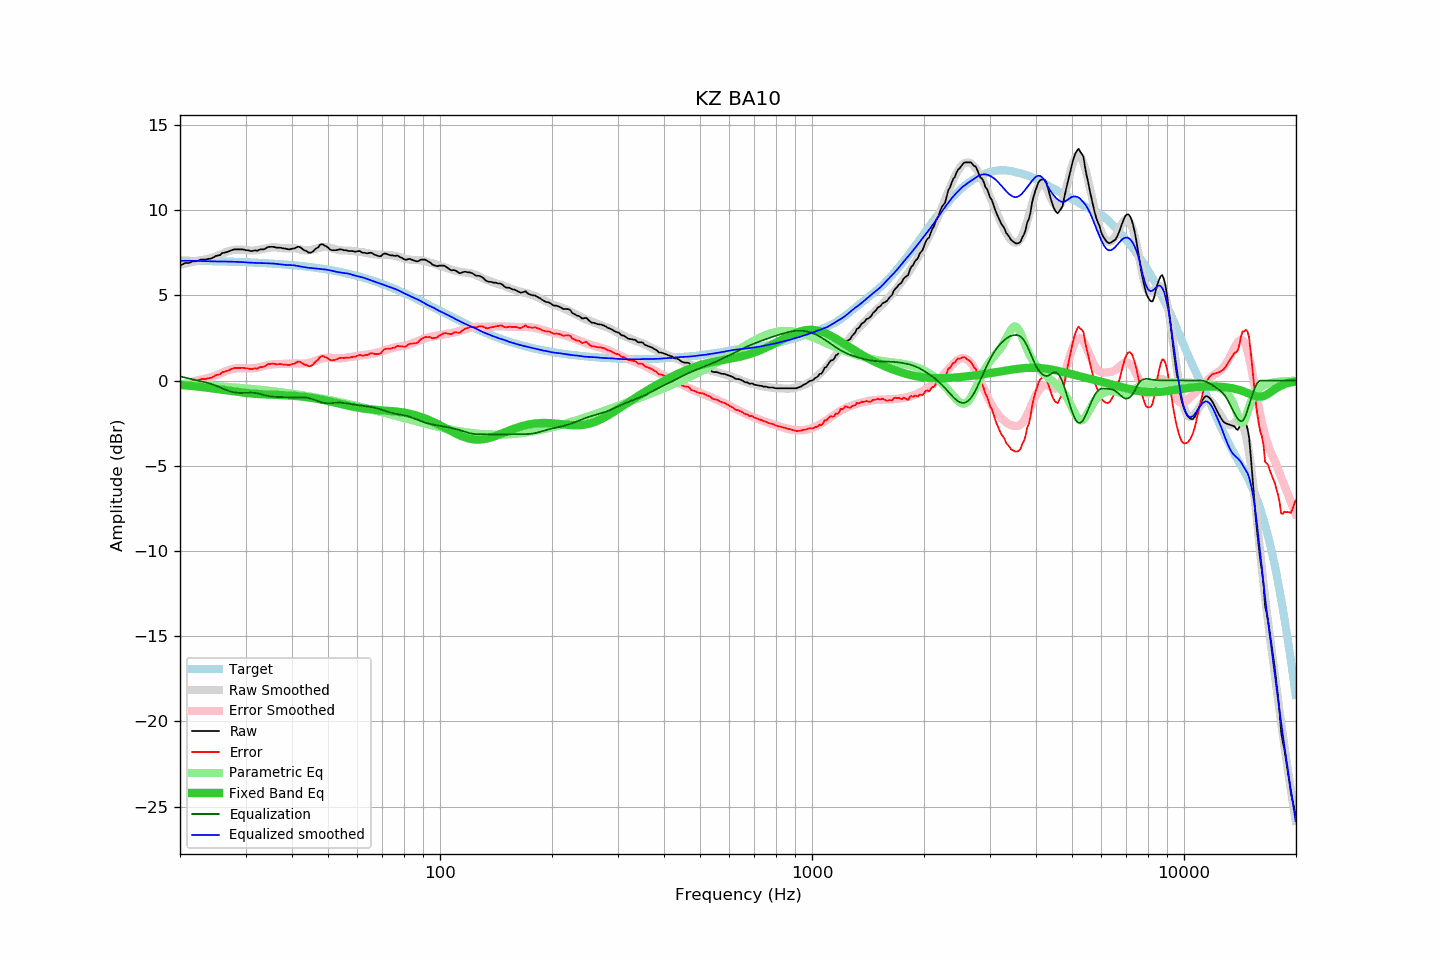 KZ BA10
15
10
5
0
−5
−10
−15
−20
−25
Amplitude (dBr)
Target
Raw Smoothed
Error Smoothed
Raw
Error
Parametric Eq
Fixed Band Eq
Equalization
Equalized smoothed
100
1000
10000
Frequency (Hz)